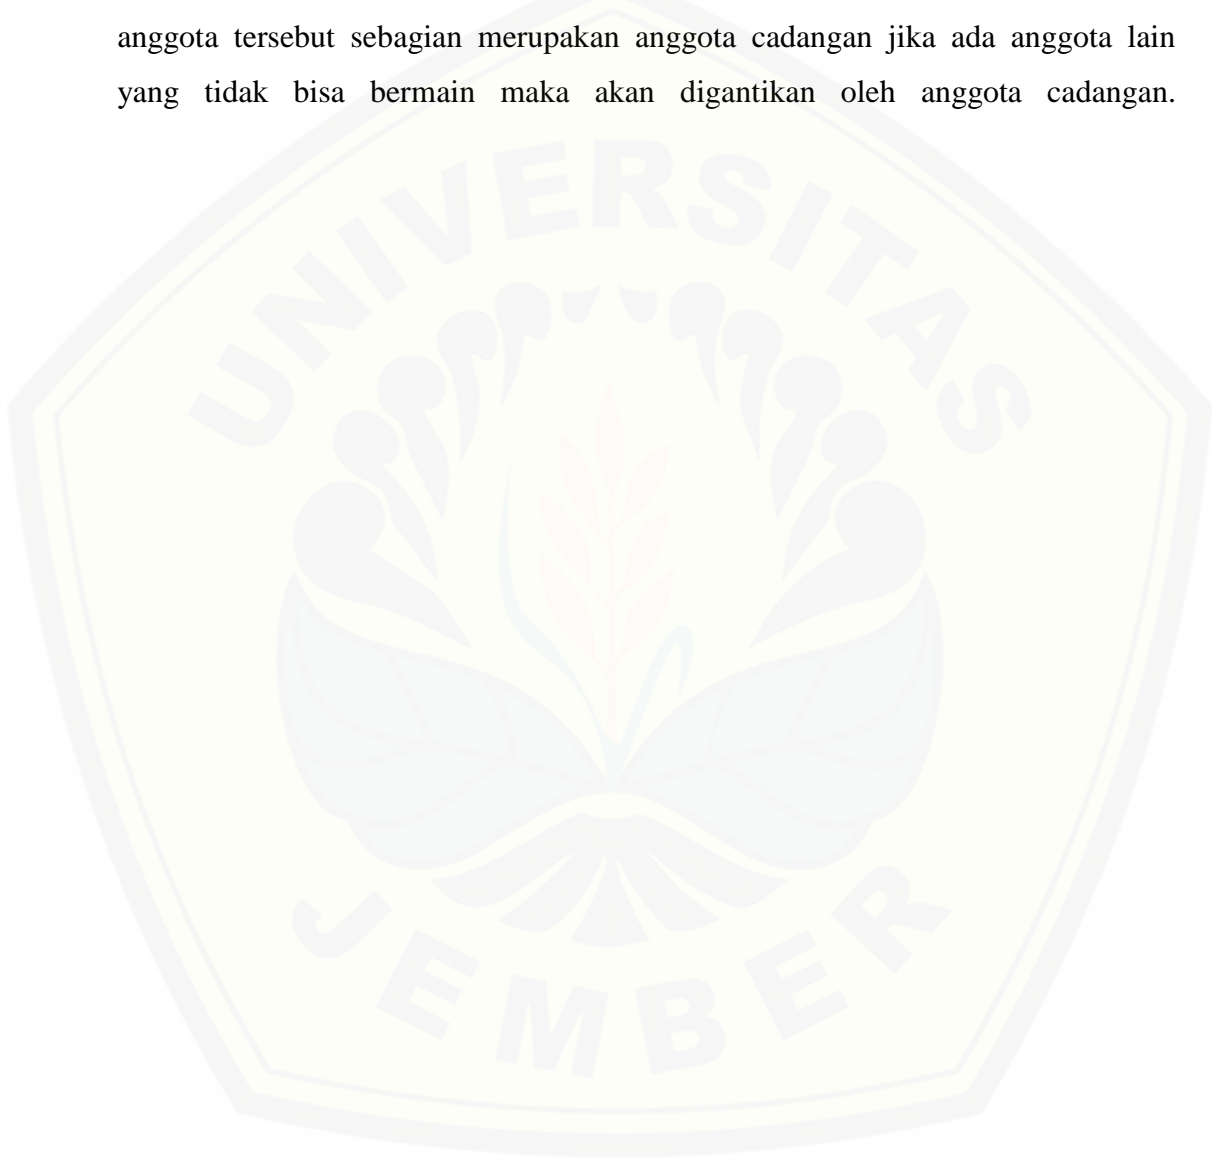 anggota tersebut sebagian merupakan anggota cadangan jika ada anggota lain
yang tidak bisa bermain maka akan digantikan oleh anggota cadangan.
UNIVERSITAS
JEMBER